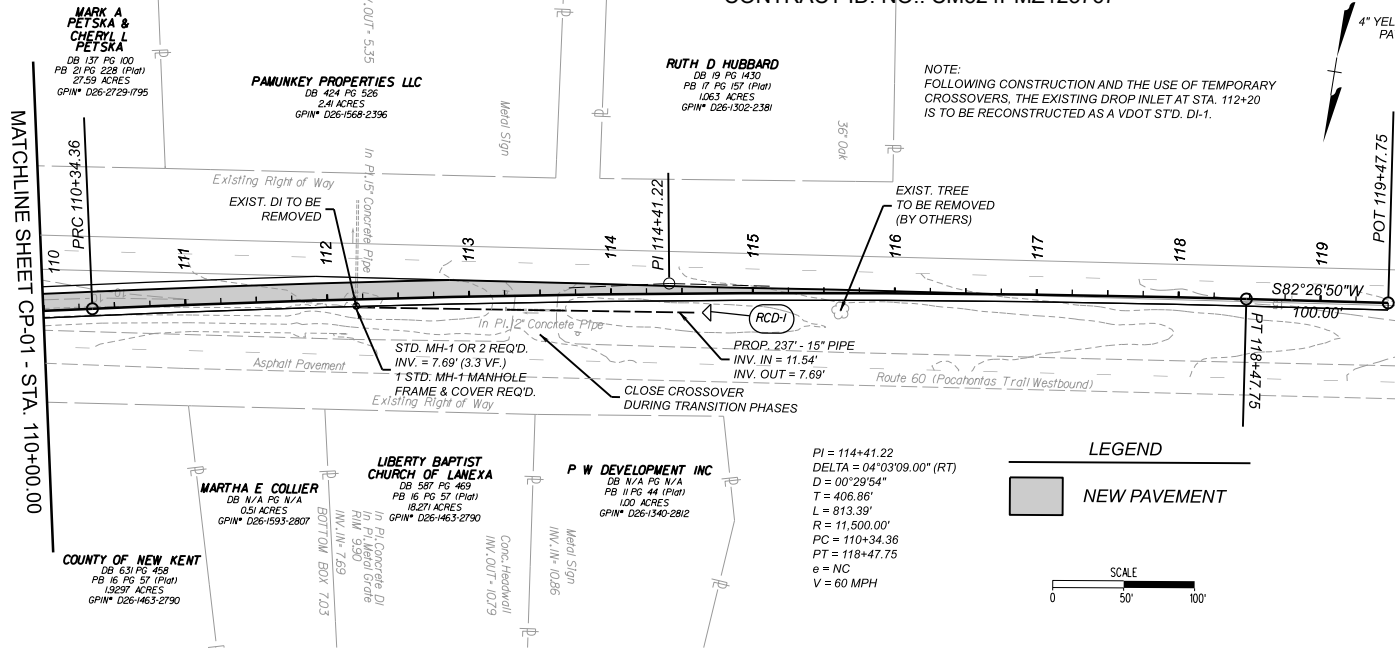 CONTRACT ID. NO.:
MARK A
PETSKA &
CHERYL L
PETSKA
DB 137 PG 100
PB 21 PG 228 (Plat)
27.59 ACRES
GPIN# D26-2729-1795
V.OUT= 5.35
PAMUNKEY PROPERTIES LLC
DB 424 PG 526
2.41 ACRES
GPIN# D26-1568-2396
Metal Sign
RUTH D HUBBARD
DB 19 PG 1430
PB 17 PG 157 (Plat)
1.063 ACRES
GPIN# D26-1302-2381
36" Oak
NOTE:
FOLLOWING CONSTRUCTION AND THE USE OF TEMPORARY
CROSSOVERS, THE EXISTING DROP INLET AT STA. 112+20
IS TO BE RECONSTRUCTED AS A VDOT ST'D. DI-1.
4" YEL
PA
MATCHLINE SHEET CP-01 - STA. 110+00.00
PRC 110+34.36
Existing Right of Way
EXIST. DI TO BE
REMOVED
In Pl.15" Concrete Pipe
PI 114+41.22
EXIST. TREE
TO BE REMOVED
(BY OTHERS)
POT 119+47.75
110
111
112
113
114
115
116
117
118
119
S82°26'50"W
100.00'
In Pl.12" Concrete Pipe
RCD-1
Asphalt Pavement
STD. MH-1 OR 2 REQ'D.
INV. = 7.69' (3.3 VF.)
1 STD. MH-1 MANHOLE
FRAME & COVER REQ'D.
PROP. 237' - 15" PIPE
INV. IN = 11.54'
INV. OUT = 7.69'
Route 60 (Pocahontas Trail Westbound)
PT 118+47.75
CLOSE CROSSOVER
DURING TRANSITION PHASES
Existing Right of Way
MARTHA E COLLIER
DB N/A PG N/A
0.51 ACRES
GPIN# D26-1593-2807
LIBERTY BAPTIST
CHURCH OF LANEXA
DB 587 PG 469
PB 16 PG 57 (Plat)
18.271 ACRES
GPIN# D26-1463-2790
P W DEVELOPMENT INC
DB N/A PG N/A
PB 11 PG 44 (Plat)
1.00 ACRES
GPIN# D26-1340-2812
COUNTY OF NEW KENT
DB 631 PG 458
PB 16 PG 57 (Plat)
1.9297 ACRES
GPIN# D26-1463-2790
In Pl.Concrete DI
In Pl.Metal Grate
RIM 9.90
INV.IN= 7.59
BOTTOM BOX 7.03
Conc.Headwall
INV.OUT= 10.79
Metal Sign
INV.IN= 10.86
PI = 114+41.22
DELTA = 04°03'09.00" (RT)
D = 00°29'54"
T = 406.86'
L = 813.39'
R = 11,500.00'
PC = 110+34.36
PT = 118+47.75
e = NC
V = 60 MPH
LEGEND
NEW PAVEMENT
SCALE
0 50' 100'